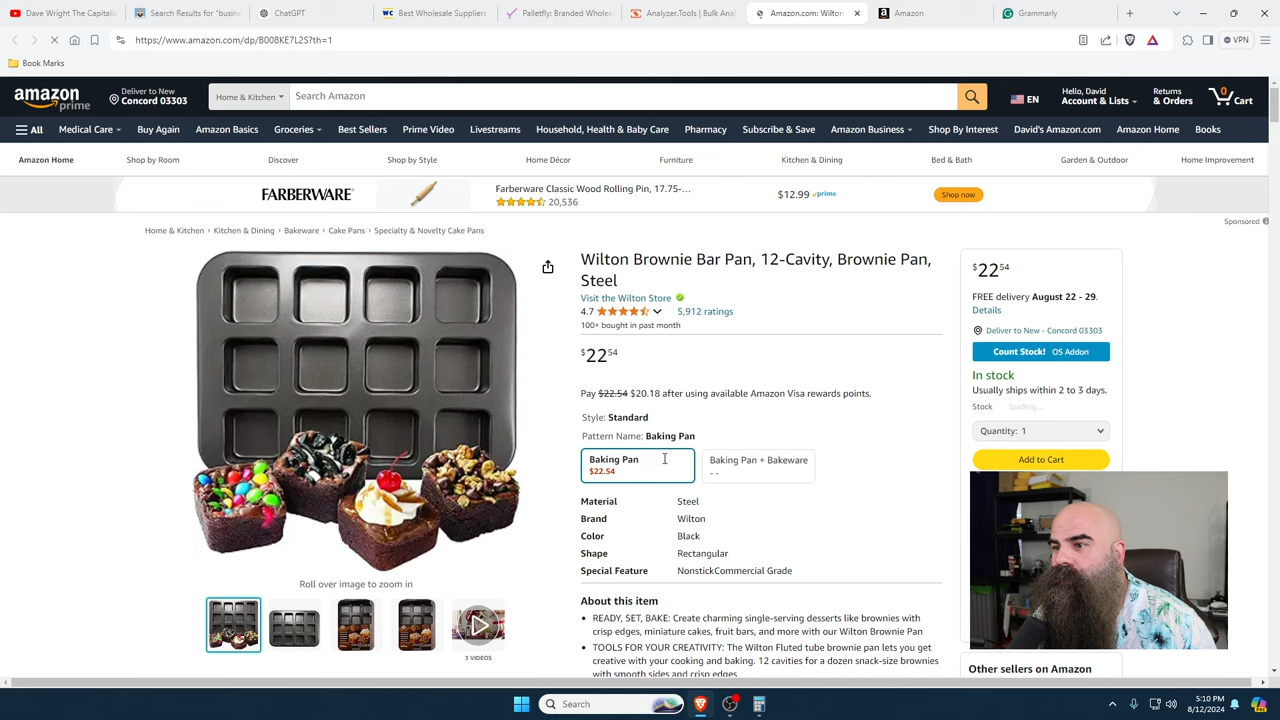 Dave Wright The Capitalis
Search Results for "busine
ChatGPT
Best Wholesale Suppliers
Palletfly: Branded Wholes
Analyzer.Tools | Bulk Anal
Amazon.com: Wilton
Amazon
Grammarly
https://www.amazon.com/dp/B008KE7L2S?th=1
VPN
Book Marks
amazon prime
Deliver to New
Concord 03303
Home & Kitchen
Search Amazon
EN
Hello, David
Account & Lists
Returns
& Orders
0
Cart
All
Medical Care
Buy Again
Amazon Basics
Groceries
Best Sellers
Prime Video
Livestreams
Household, Health & Baby Care
Pharmacy
Subscribe & Save
Amazon Business
Shop By Interest
David's Amazon.com
Amazon Home
Books
Amazon Home
Shop by Room
Discover
Shop by Style
Home Décor
Furniture
Kitchen & Dining
Bed & Bath
Garden & Outdoor
Home Improvement
FARBERWARE
Farberware Classic Wood Rolling Pin, 17.75-...
20,536
$12.99 prime
Shop now
Sponsored
Home & Kitchen › Kitchen & Dining › Bakeware › Cake Pans › Specialty & Novelty Cake Pans
Wilton Brownie Bar Pan, 12-Cavity, Brownie Pan,
Steel
Visit the Wilton Store
4.7
5,912 ratings
100+ bought in past month
$22 54
Pay $22.54 $20.18 after using available Amazon Visa rewards points.
Style: Standard
Pattern Name: Baking Pan
Baking Pan
$22.54
Baking Pan + Bakeware
- -
Material Steel
Brand Wilton
Color Black
Shape Rectangular
Special Feature NonstickCommercial Grade
About this item
• READY, SET, BAKE: Create charming single-serving desserts like brownies with
crisp edges, miniature cakes, fruit bars, and more with our Wilton Brownie Pan
• TOOLS FOR YOUR CREATIVITY: The Wilton Fluted tube brownie pan lets you get
creative with your cooking and baking. 12 cavities for a dozen snack-size brownies
with smooth sides and crisp edges
Roll over image to zoom in
3 VIDEOS
$22 54
FREE delivery August 22 - 29.
Details
Deliver to New - Concord 03303
Count Stock! OS Addon
In stock
Usually ships within 2 to 3 days.
Stock loading...
Quantity: 1
Add to Cart
Other sellers on Amazon
Search
5:10 PM
8/12/2024